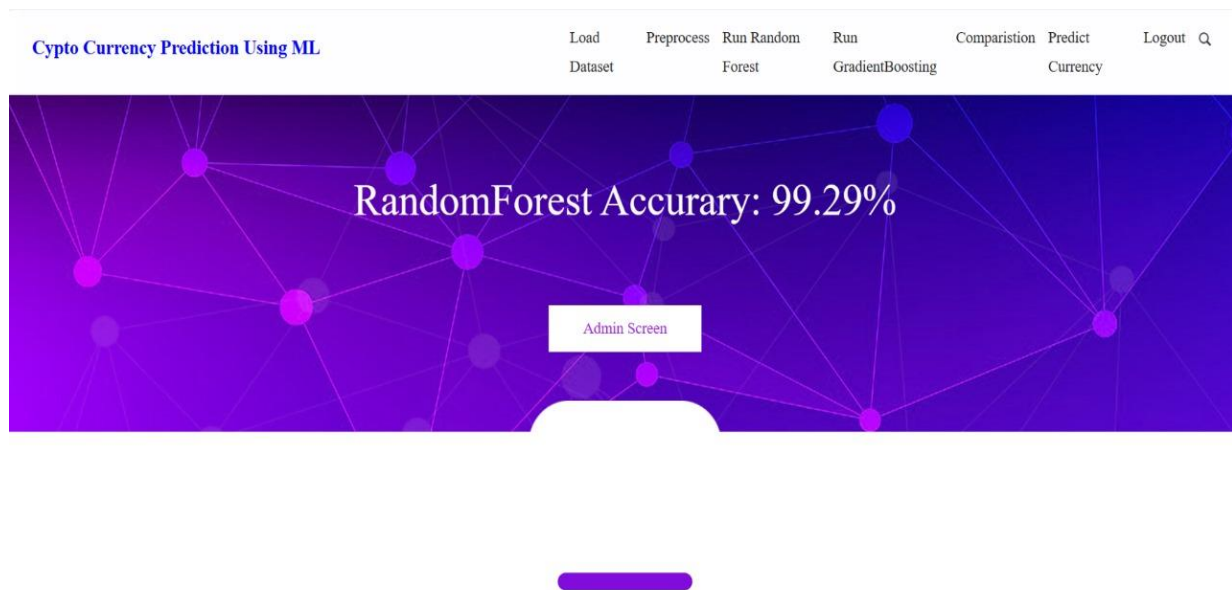 Cypto Currency Prediction Using ML
Load Dataset
Preprocess
Run Random Forest
Run GradientBoosting
Comparistion
Predict Currency
Logout
RandomForest Accurary: 99.29%
Admin Screen